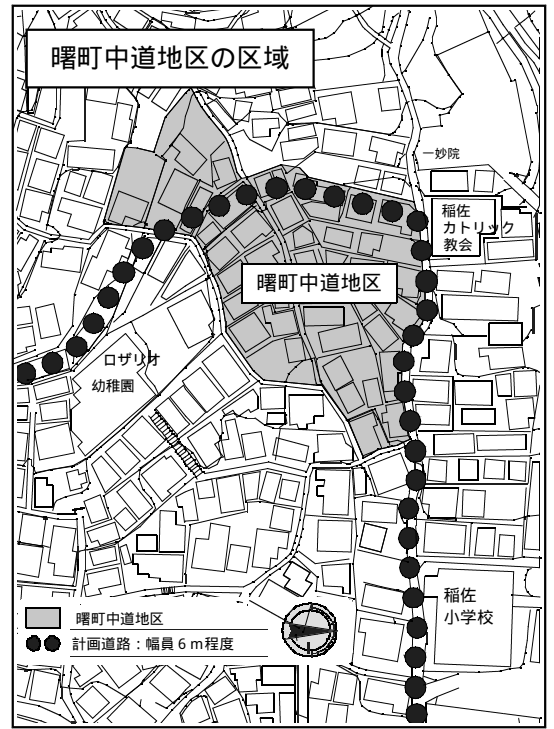 曙町中道地区の区域
一妙院
稲佐
カトリック
教会
曙町中道地区
ロザリオ
幼稚園
稲佐
小学校
曙町中道地区
計画道路：幅員６ｍ程度